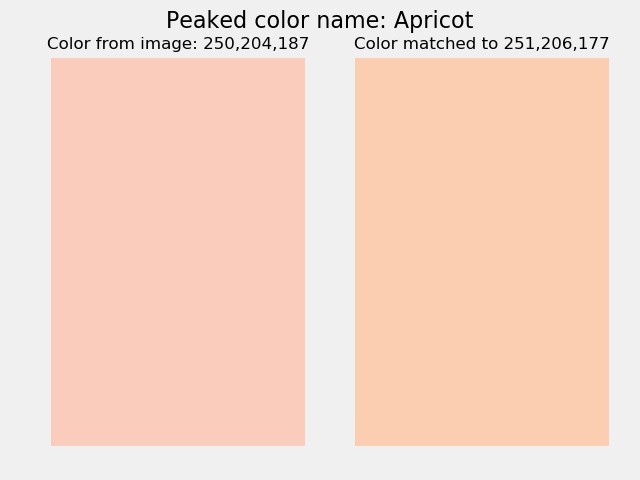 Peaked color name: Apricot
Color from image: 250,204,187
Color matched to 251,206,177